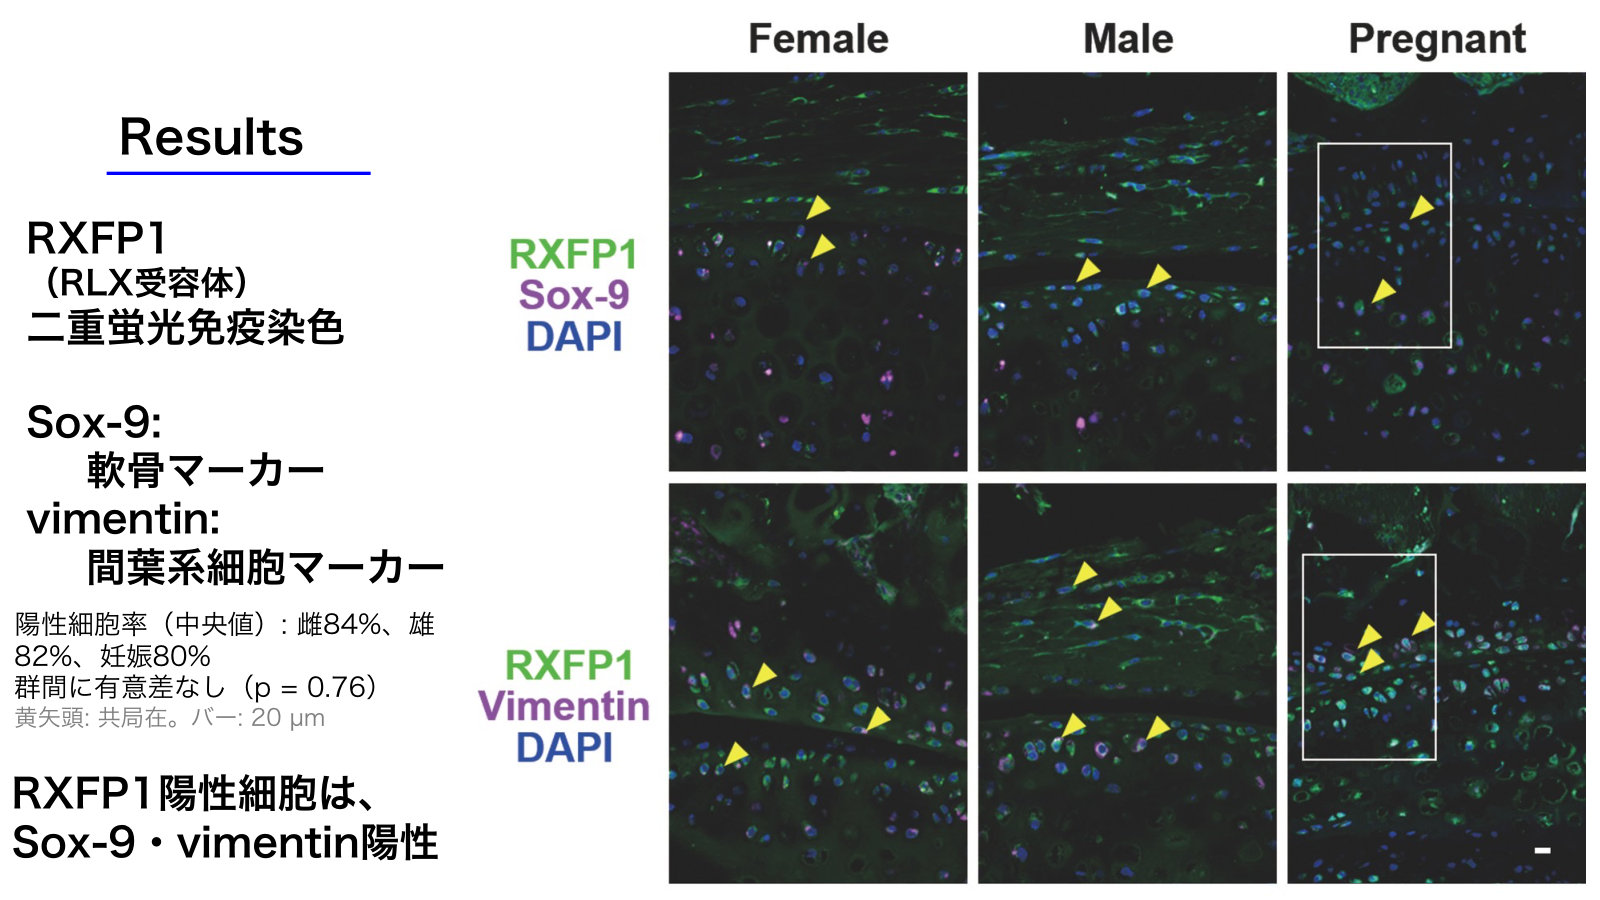 Results
RXFP1
（RLX受容体）
二重蛍光免疫染色
Sox-9:
軟骨マーカー
vimentin:
間葉系細胞マーカー
陽性細胞率（中央値）: 雌84%、雄
82%、妊娠80%
群間に有意差なし（p = 0.76）
黄矢頭: 共局在。バー: 20 μm
RXFP1陽性細胞は、
Sox-9・vimentin陽性
Female
Male
Pregnant
RXFP1
Sox-9
DAPI
RXFP1
Vimentin
DAPI